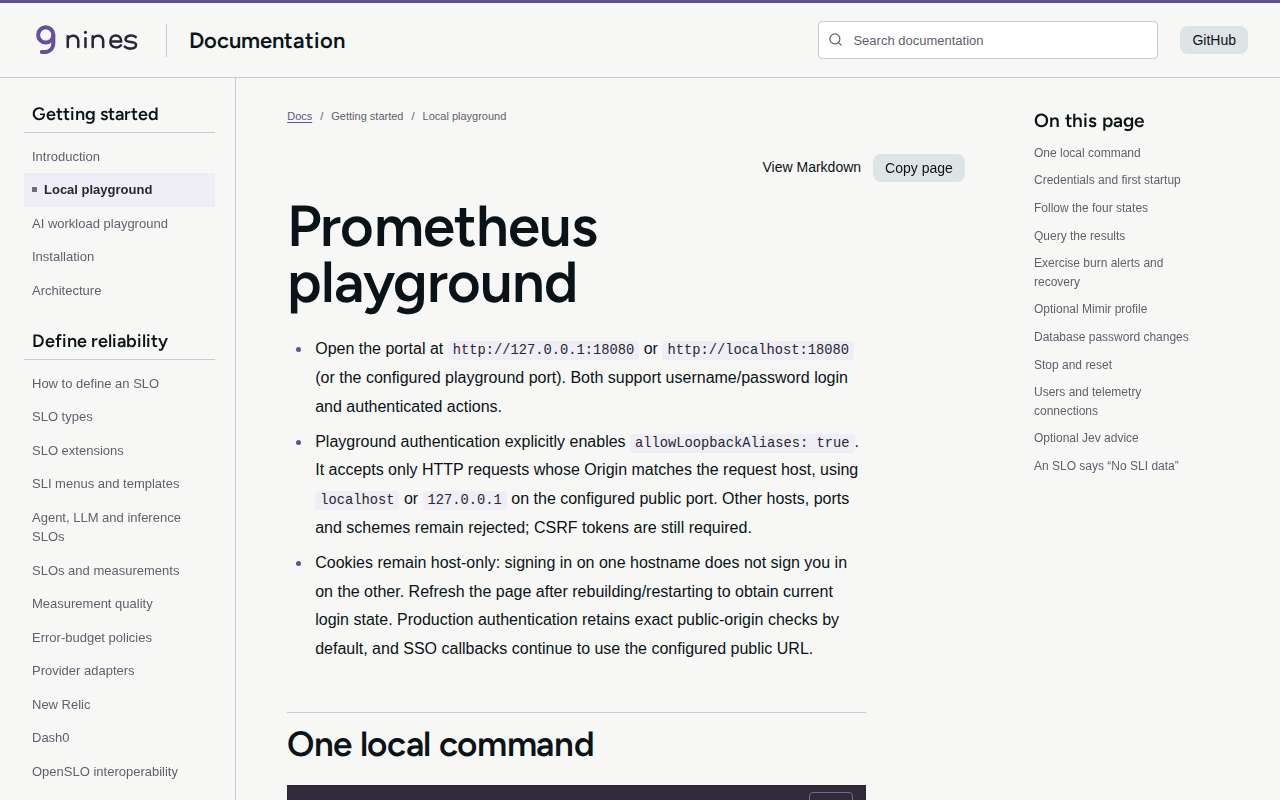 9 nines
Documentation
Search documentation
GitHub
Getting started
Introduction
Local playground
AI workload playground
Installation
Architecture
Define reliability
How to define an SLO
SLO types
SLO extensions
SLI menus and templates
Agent, LLM and inference
SLOs
SLOs and measurements
Measurement quality
Error-budget policies
Provider adapters
New Relic
Dash0
OpenSLO interoperability
Docs / Getting started / Local playground
View Markdown
Copy page
Prometheus
playground
Open the portal at http://127.0.0.1:18080 or http://localhost:18080
(or the configured playground port). Both support username/password login
and authenticated actions.
Playground authentication explicitly enables allowLoopbackAliases: true.
It accepts only HTTP requests whose Origin matches the request host, using
localhost or 127.0.0.1 on the configured public port. Other hosts, ports
and schemes remain rejected; CSRF tokens are still required.
Cookies remain host-only: signing in on one hostname does not sign you in
on the other. Refresh the page after rebuilding/restarting to obtain current
login state. Production authentication retains exact public-origin checks by
default, and SSO callbacks continue to use the configured public URL.
One local command
On this page
One local command
Credentials and first startup
Follow the four states
Query the results
Exercise burn alerts and
recovery
Optional Mimir profile
Database password changes
Stop and reset
Users and telemetry
connections
Optional Jev advice
An SLO says “No SLI data”